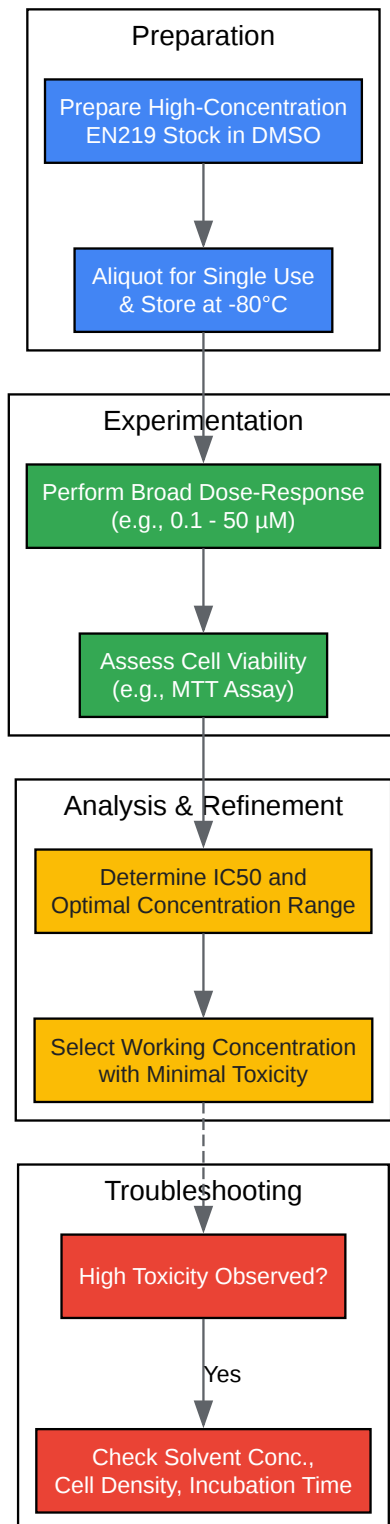 Preparation
Prepare High-Concentration
EN219 Stock in DMSO
Aliquot for Single Use
& Store at -80°C
Experimentation
Perform Broad Dose-Response
(e.g., 0.1 - 50 µM)
Assess Cell Viability
(e.g., MTT Assay)
Analysis & Refinement
Determine IC50 and
Optimal Concentration Range
Select Working Concentration
with Minimal Toxicity
Troubleshooting
High Toxicity Observed?
Yes
Check Solvent Conc.,
Cell Density, Incubation Time